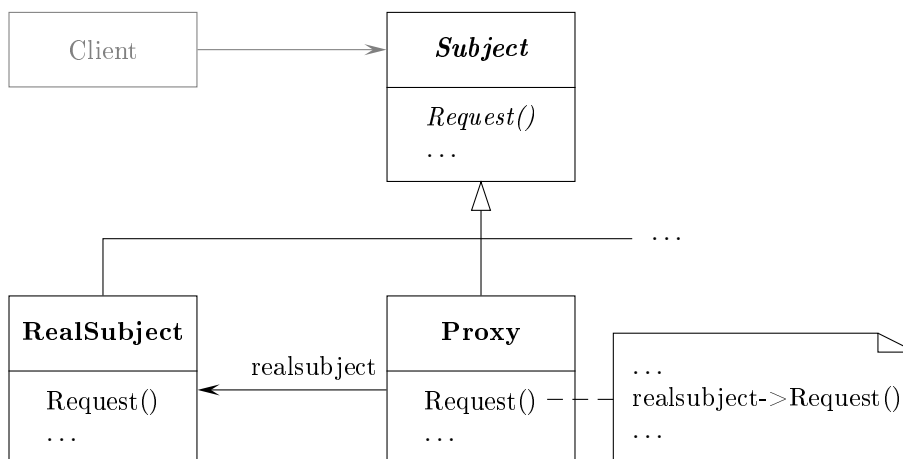 Client
Subject
Request()
...
...
RealSubject
Request()
...
realsubject
Proxy
Request()
...
...
realsubject->Request()
...